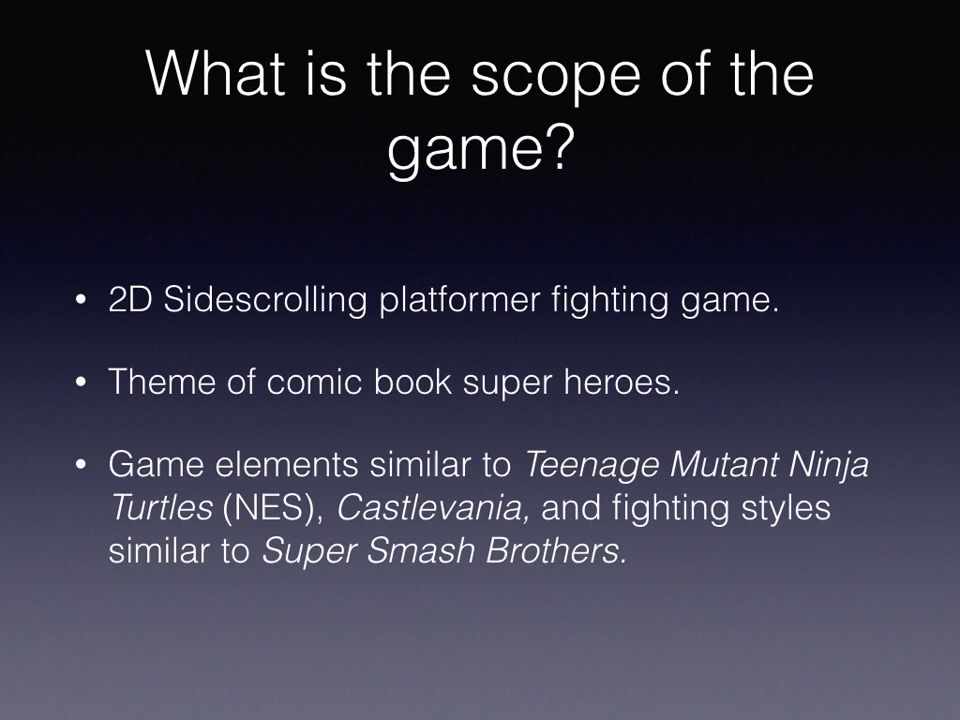 What is the scope of the
game?
• 2D Sidescrolling platformer fighting game.
• Theme of comic book super heroes.
• Game elements similar to Teenage Mutant Ninja
Turtles (NES), Castlevania, and fighting styles
similar to Super Smash Brothers.